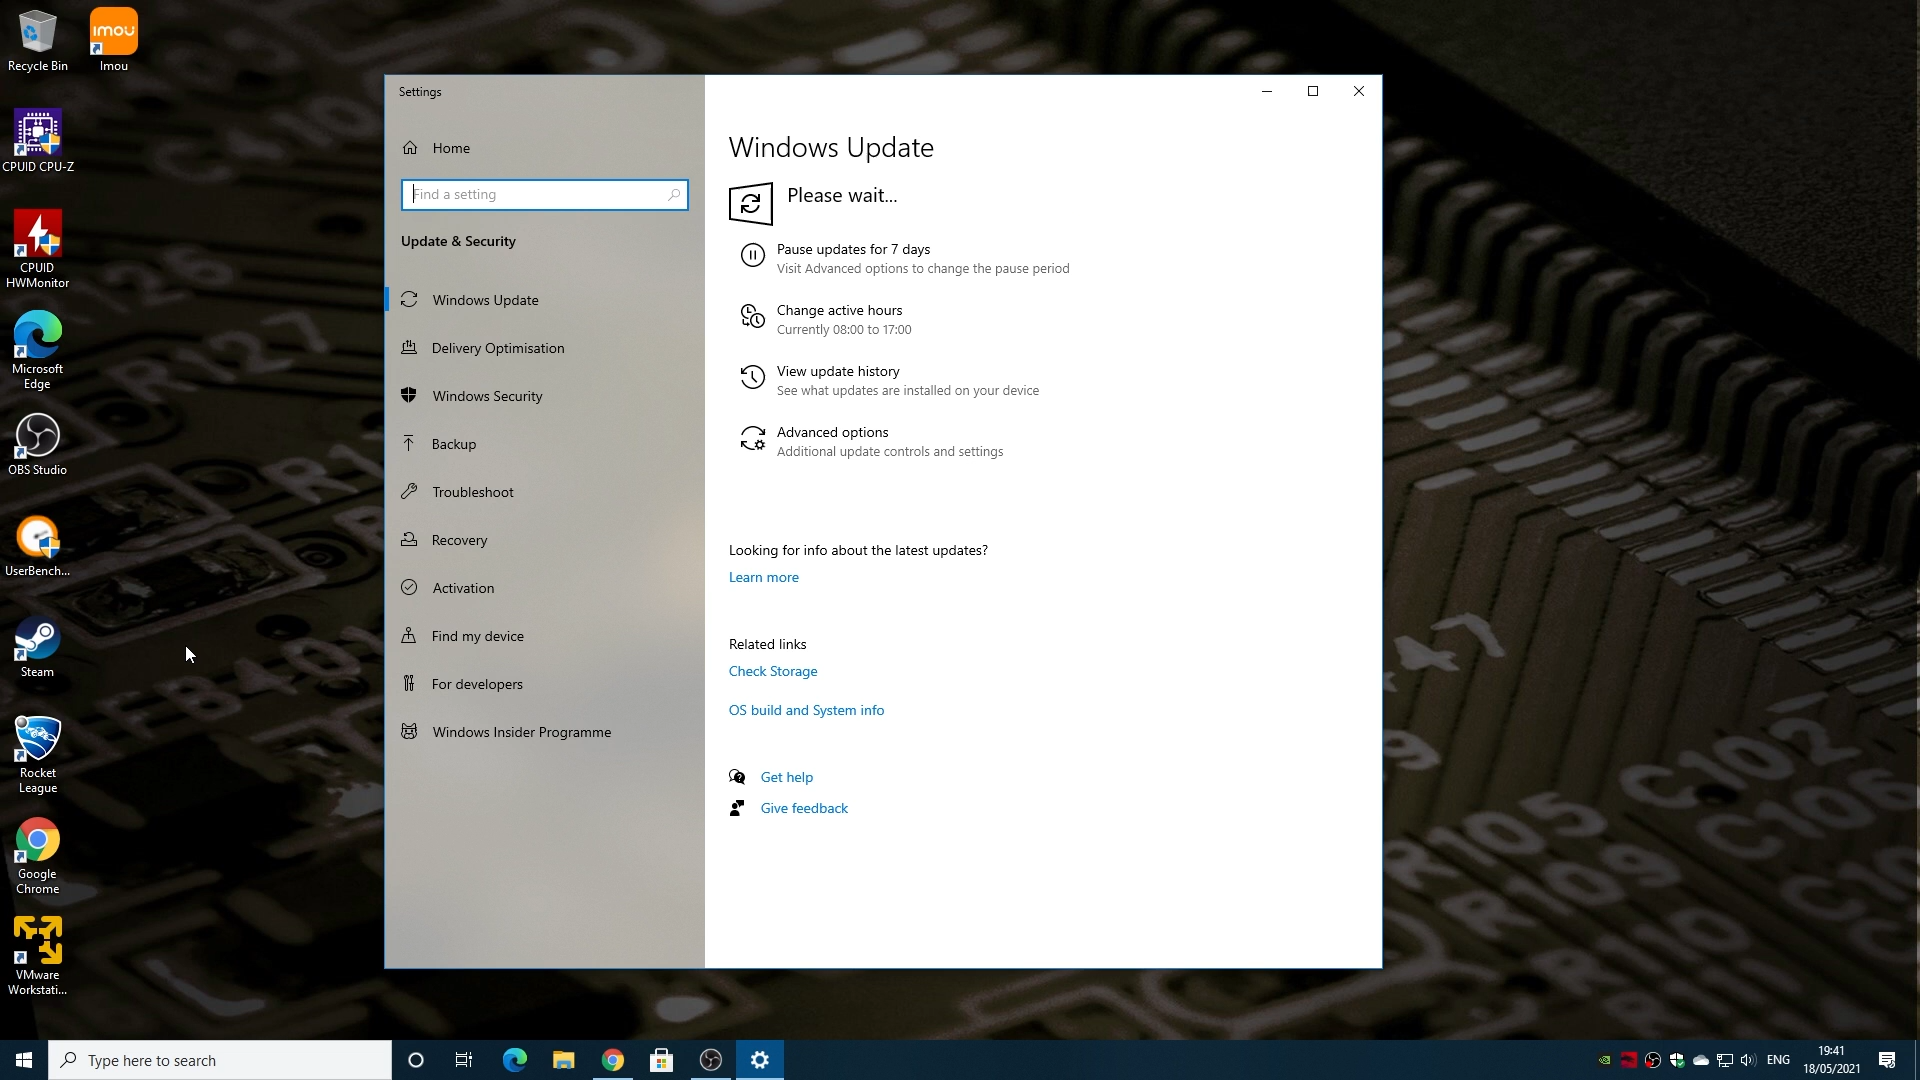 Recycle Bin
imou
Imou
CPUID CPU-Z
CPUID
HWMonitor
Microsoft
Edge
OBS Studio
UserBench...
Steam
Rocket
League
Google
Chrome
VMware
Workstati...
Settings
Home
Find a setting
Update & Security
Windows Update
Delivery Optimisation
Windows Security
Backup
Troubleshoot
Recovery
Activation
Find my device
For developers
Windows Insider Programme
Windows Update
Please wait...
Pause updates for 7 days
Visit Advanced options to change the pause period
Change active hours
Currently 08:00 to 17:00
View update history
See what updates are installed on your device
Advanced options
Additional update controls and settings
Looking for info about the latest updates?
Learn more
Related links
Check Storage
OS build and System info
Get help
Give feedback
R127
C102
C106
C105
R109
Type here to search
ENG
19:41
18/05/2021